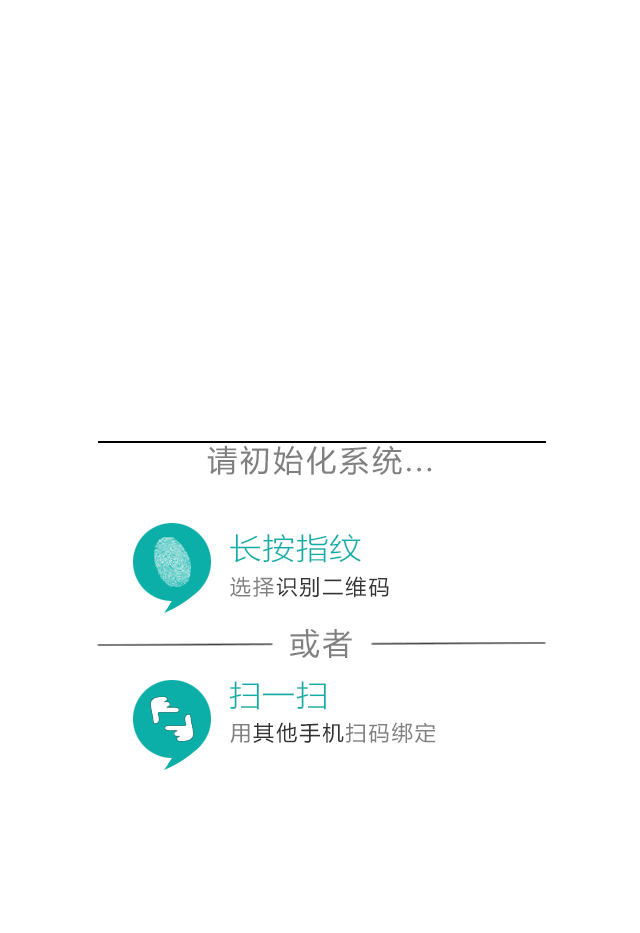 请初始化系统...
长按指纹
选择识别二维码
或者
扫一扫
用其他手机扫码绑定